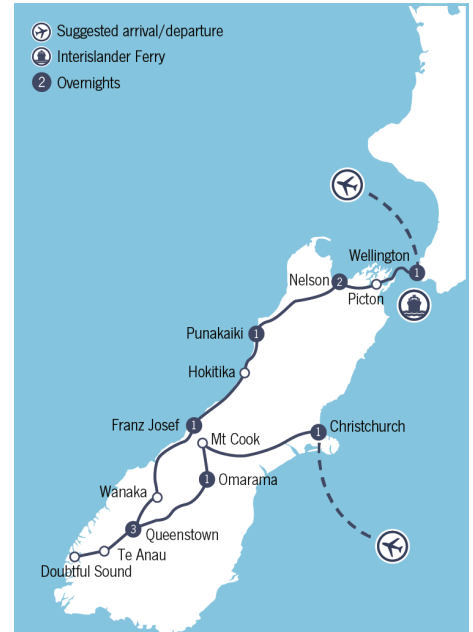 Suggested arrival/departure
Interislander Ferry
2 Overnights
Wellington
1
Nelson
2
Picton
Punakaiki
1
Hokitika
Franz Josef
1
Mt Cook
Christchurch
1
Omarama
1
Wanaka
3
Queenstown
Te Anau
Doubtful Sound